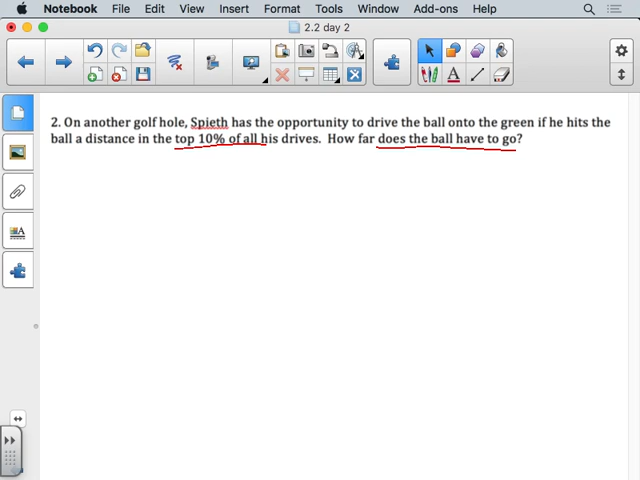 Notebook File Edit View Insert Format Tools Window Add-ons Help
2.2 day 2
2. On another golf hole, Spieth has the opportunity to drive the ball onto the green if he hits the
ball a distance in the top 10% of all his drives. How far does the ball have to go?